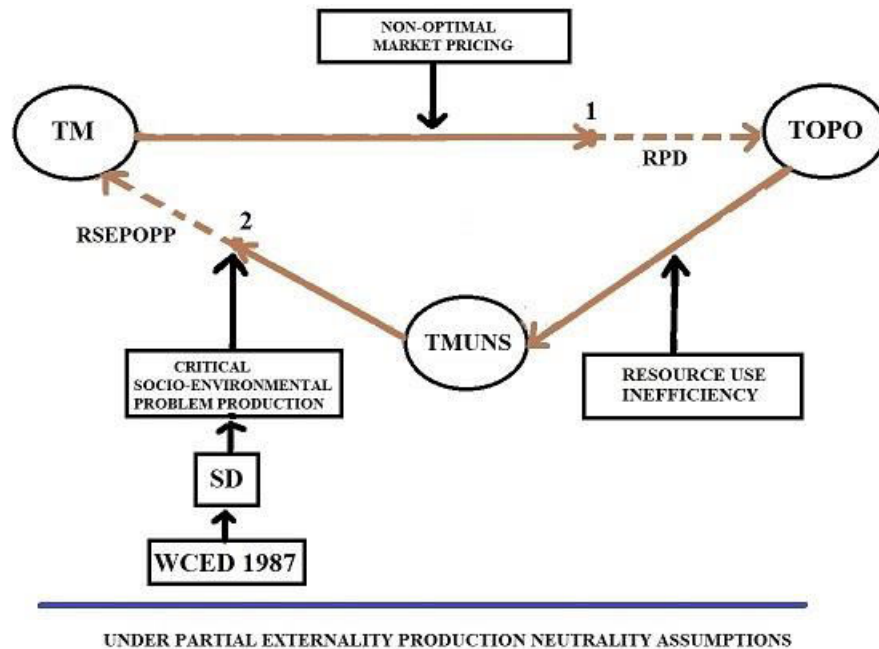 NON-OPTIMAL
MARKET PRICING
TM
1
TOPO
RPD
RSEPOPP
2
TMUNS
CRITICAL
SOCIO-ENVIRONMENTAL
PROBLEM PRODUCTION
RESOURCE USE
INEFFICIENCY
SD
WCED 1987
UNDER PARTIAL EXTERNALITY PRODUCTION NEUTRALITY ASSUMPTIONS